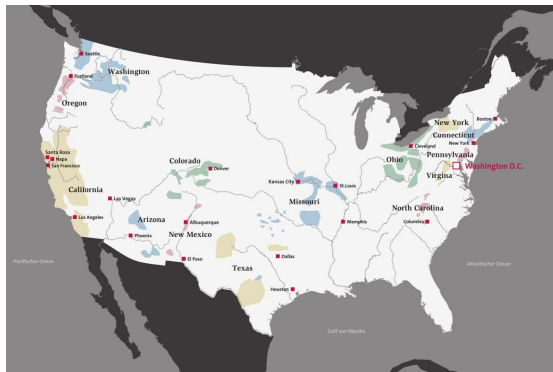 Seattle
Washington
Portland
Oregon
Boston
New York
Connecticut
New York
Cleveland
Pennsylvania
Ohio
Washington D.C.
Virgina
Santa Rosa
Napa
San Francisco
Colorado
Denver
Kansas City
St.Louis
Missouri
California
Las Vegas
North Carolina
Columbia
Los Angeles
Arizona
Albuquerque
Memphis
Phoenix
New Mexico
El Paso
Dallas
Texas
Houston
Pazifischer Ozean
Atlantischer Ozean
Golf von Mexiko